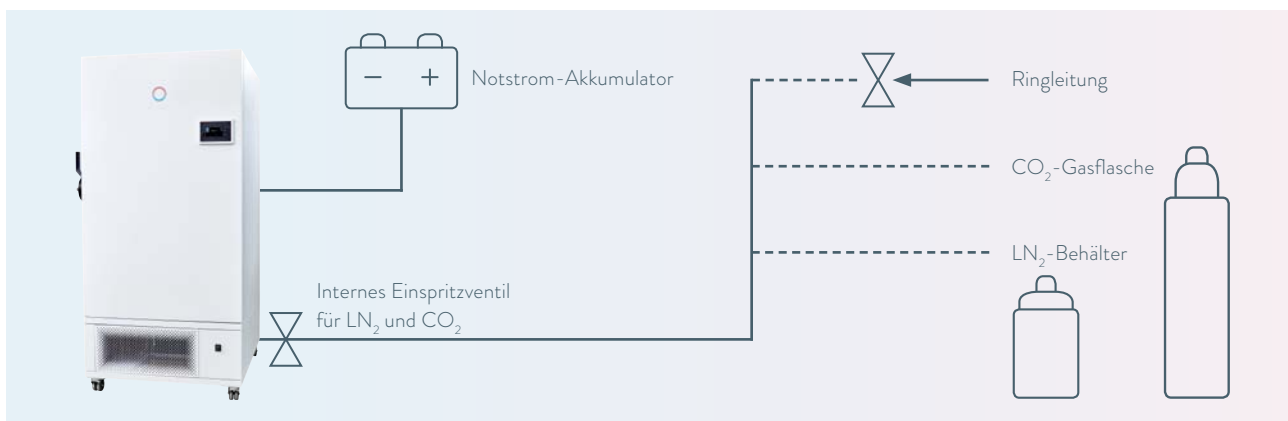 Notstrom-Akkumulator
Ringleitung
CO₂-Gasflasche
LN₂-Behälter
Internes Einspritzventil
für LN₂ und CO₂